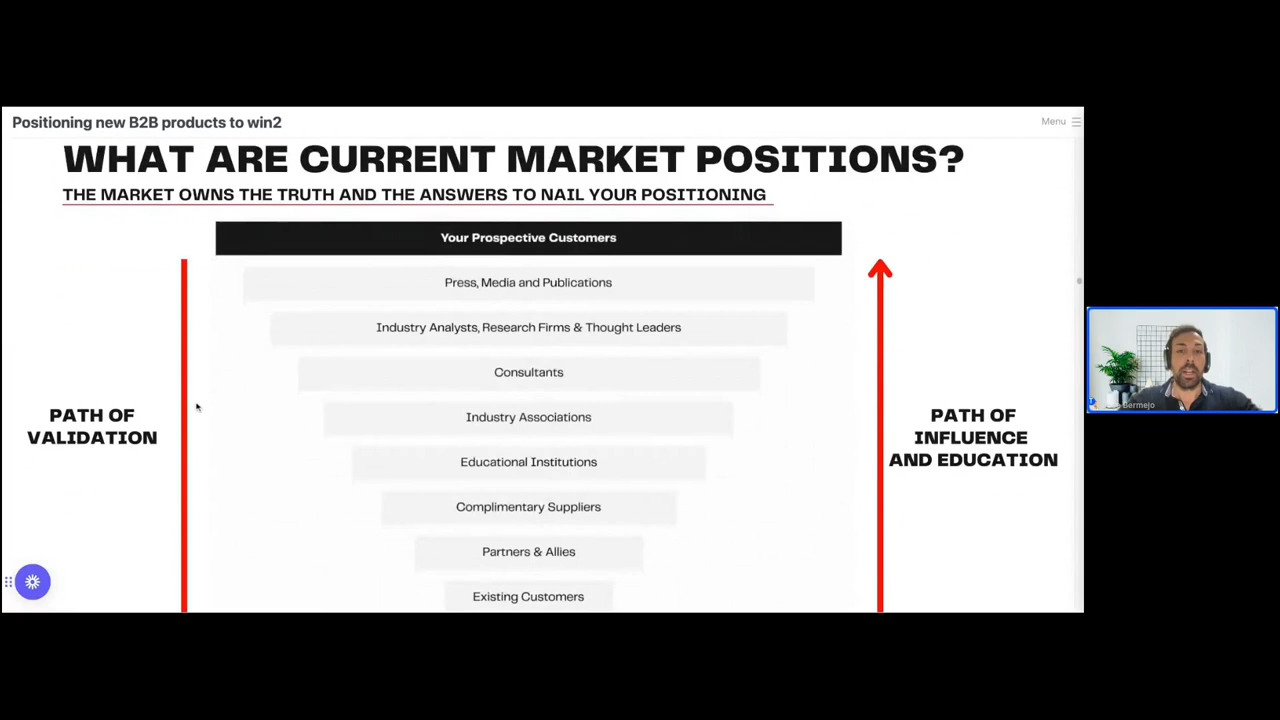 Positioning new B2B products to win2
Menu
WHAT ARE CURRENT MARKET POSITIONS?
THE MARKET OWNS THE TRUTH AND THE ANSWERS TO NAIL YOUR POSITIONING
Your Prospective Customers
Press, Media and Publications
Industry Analysts, Research Firms & Thought Leaders
Consultants
Industry Associations
Educational Institutions
Complimentary Suppliers
Partners & Allies
Existing Customers
PATH OF
VALIDATION
PATH OF
INFLUENCE
AND EDUCATION
Bermejo